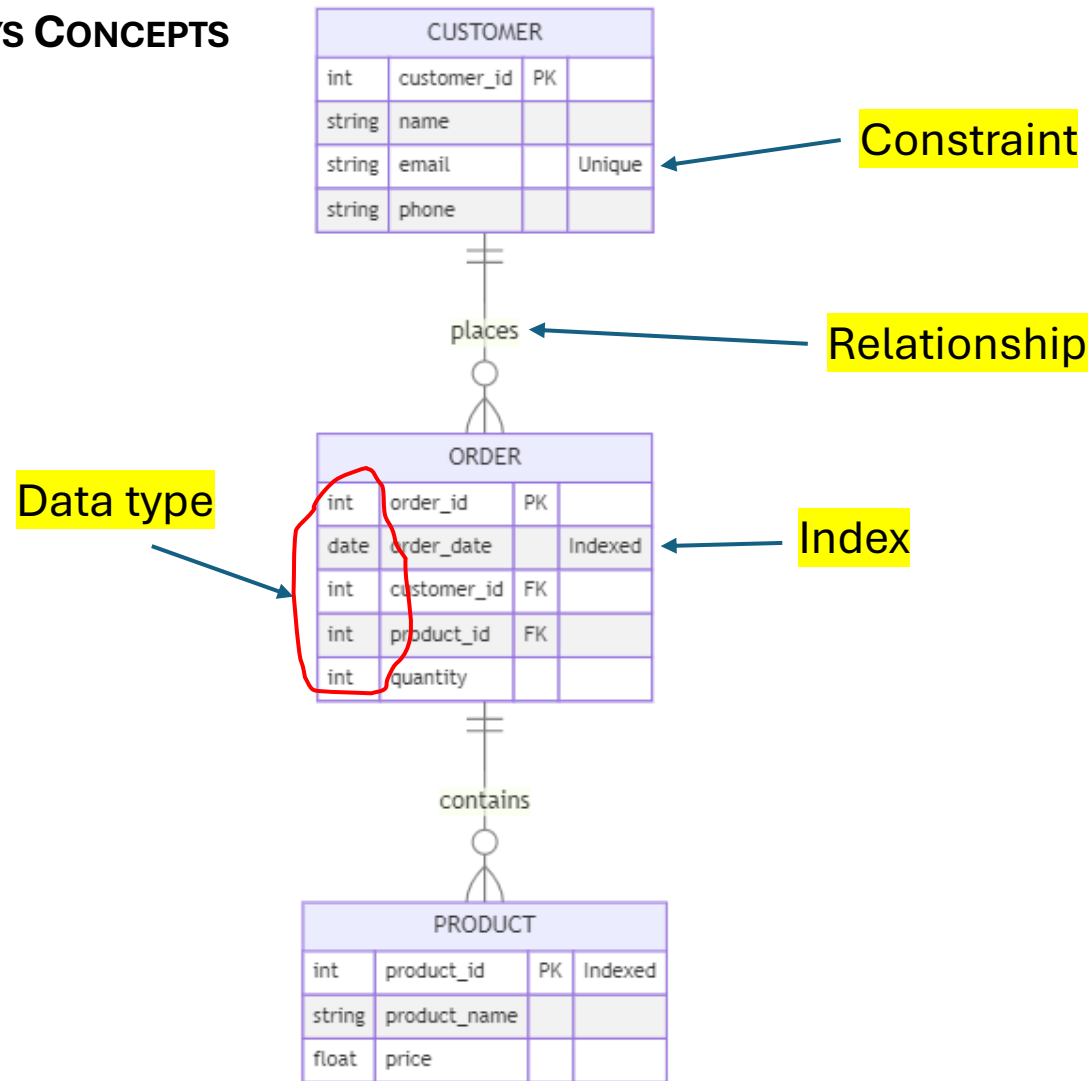 YS CONCEPTS
CUSTOMER
int customer_id PK
string name
string email Unique
Constraint
string phone
places
Relationship
ORDER
Data type
int order_id PK
date order_date Indexed
Index
int customer_id FK
int product_id FK
int quantity
contains
PRODUCT
int product_id PK Indexed
string product_name
float price